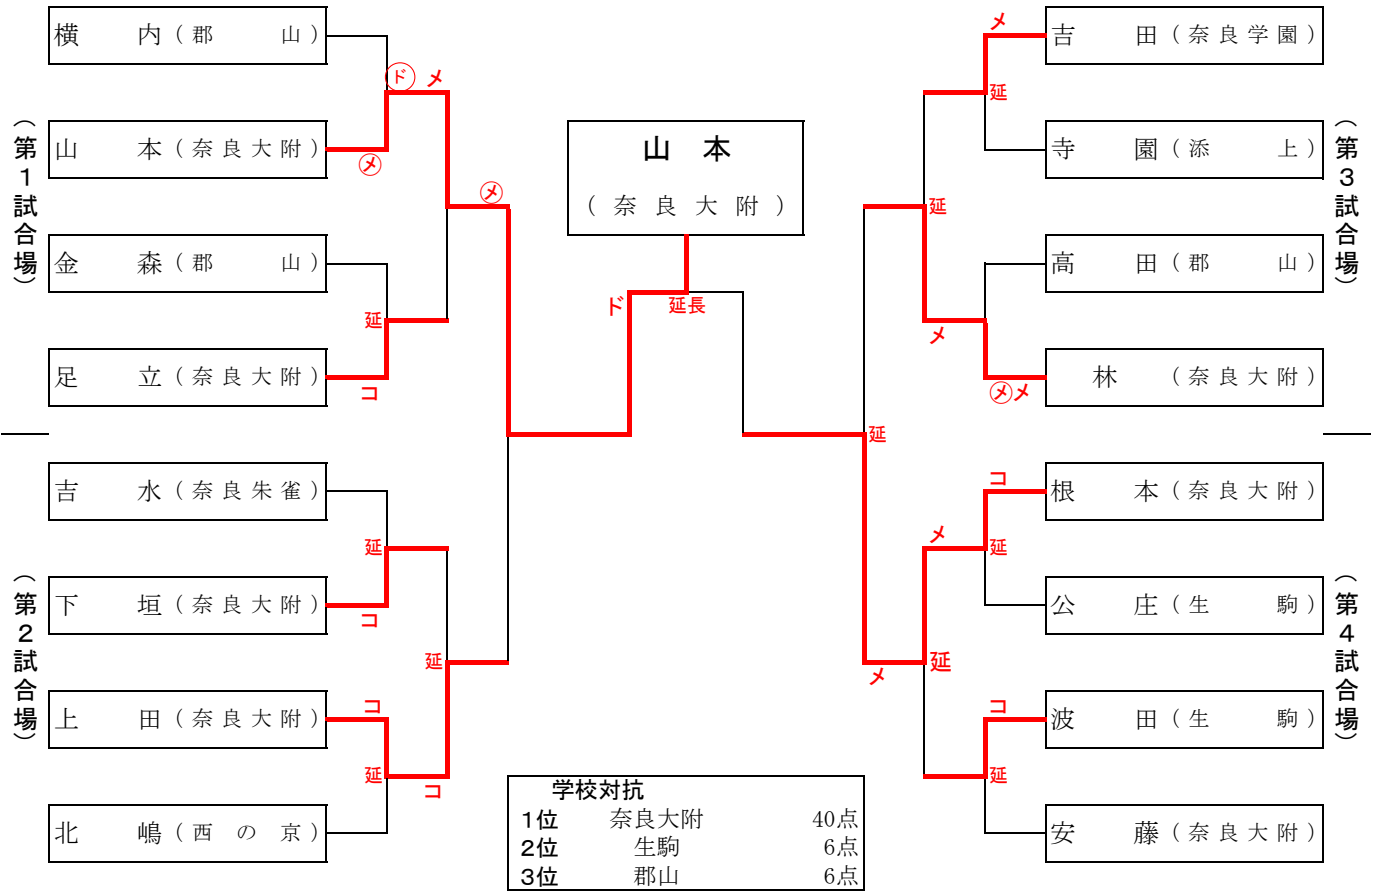 横内(郡山)
ド メ
山本(奈良大附)
メ
メ
金森(郡山)
延
足立(奈良大附)
コ
(第1試合場)
吉水(奈良朱雀)
延
下垣(奈良大附)
コ
延
上田(奈良大附)
コ
延
コ
北嶋(西の京)
(第2試合場)
山本
(奈良大附)
ド
延長
メ
吉田(奈良学園)
延
寺園(添上)
延
高田(郡山)
メ
林(奈良大附)
メメ
(第3試合場)
延
コ
根本(奈良大附)
メ
延
公庄(生駒)
メ
延
コ
波田(生駒)
延
安藤(奈良大附)
(第4試合場)
学校対抗
1位 奈良大附 40点
2位 生駒 6点
3位 郡山 6点